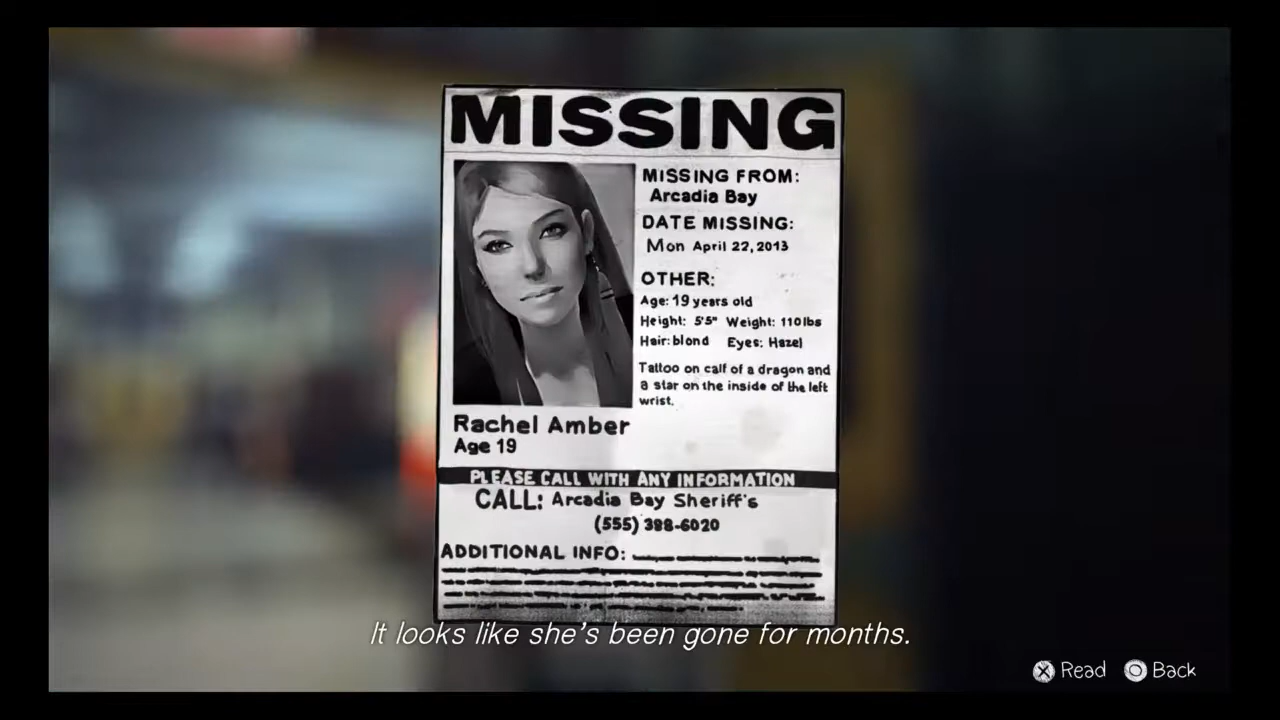 MISSING
MISSING FROM:
Arcadia Bay
DATE MISSING:
Mon April 22, 2013
OTHER:
Age: 19 years old
Height: 5'5" Weight: 110 lbs
Hair: blond Eyes: Hazel
Tattoo on calf of a dragon and
a star on the inside of the left
wrist.
Rachel Amber
Age 19
PLEASE CALL WITH ANY INFORMATION
CALL: Arcadia Bay Sheriff's
(555) 388-6020
ADDITIONAL INFO:
It looks like she's been gone for months.
Read Back